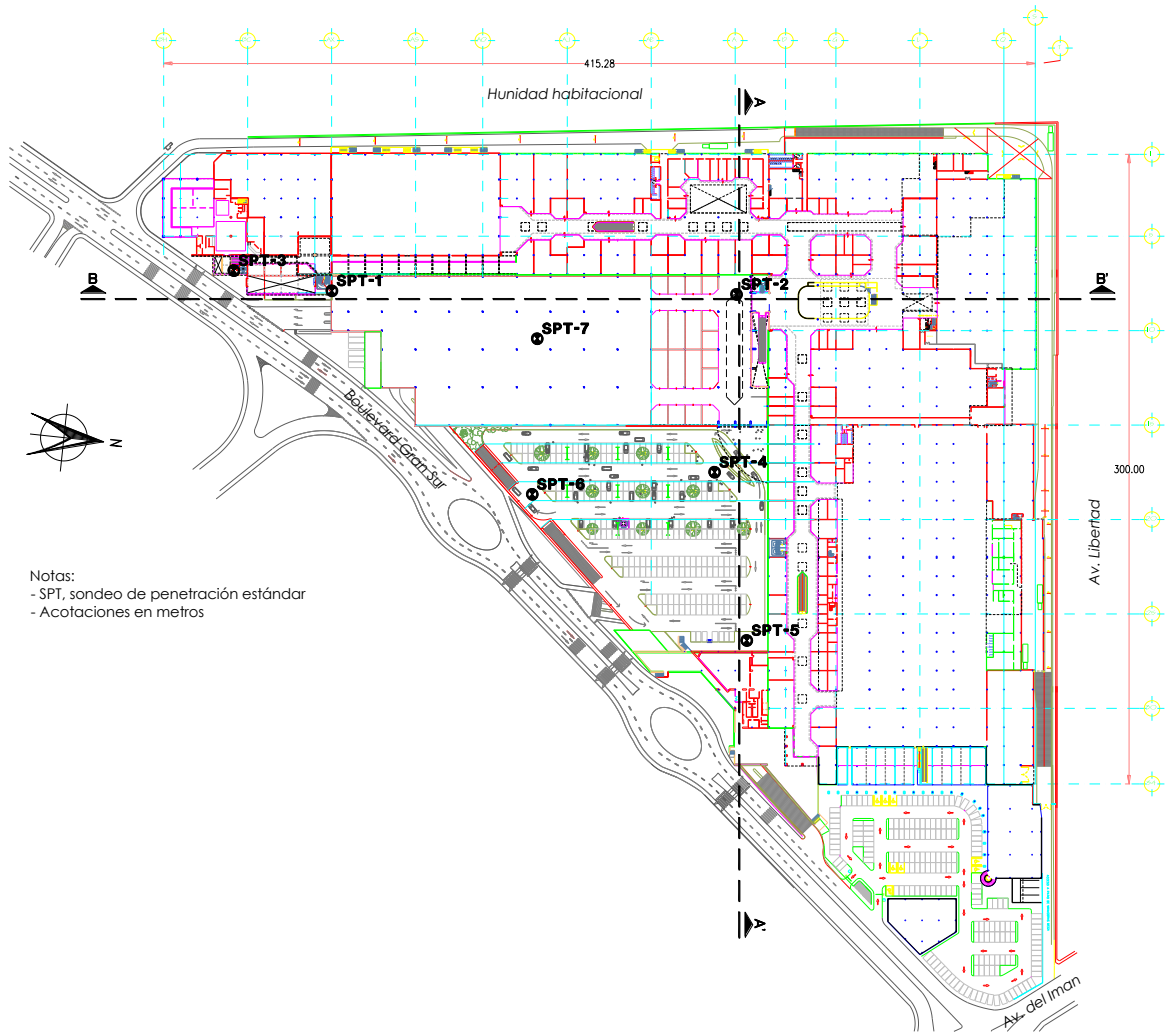 415.28
Hunidad habitacional
A
SPT-3
SPT-1
SPT-2
B
B'
SPT-7
Boulevard Gran Sur
N
SPT-4
300.00
SPT-6
Av. Libertad
Notas:
- SPT, sondeo de penetración estándar
- Acotaciones en metros
SPT-5
A'
Av. del Iman